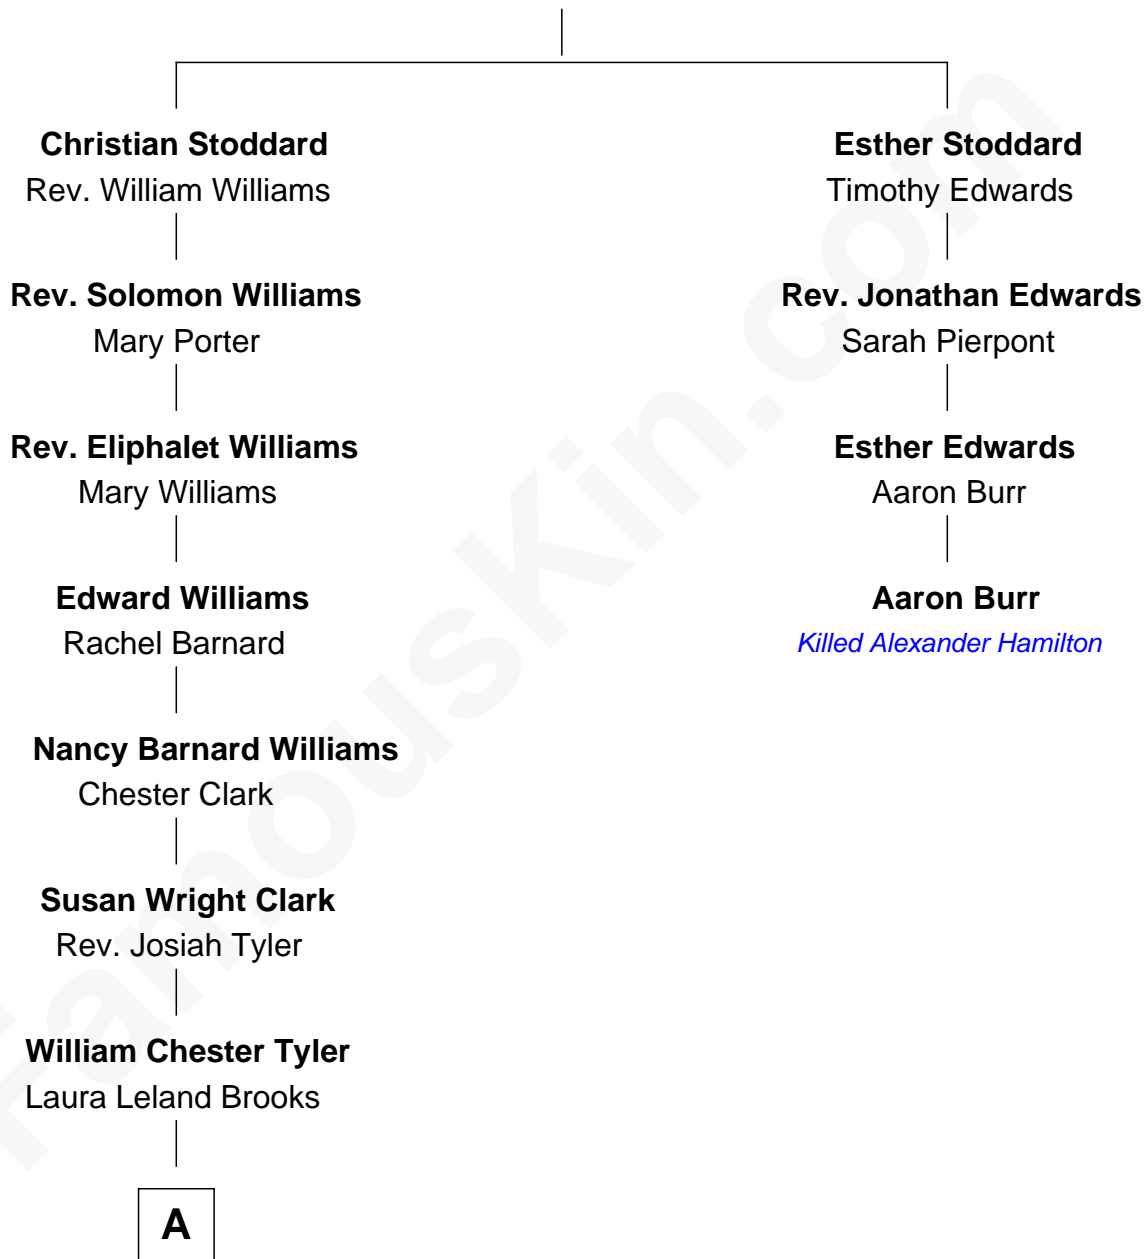 Christian Stoddard
Rev. William Williams
Esther Stoddard
Timothy Edwards
Rev. Solomon Williams
Mary Porter
Rev. Jonathan Edwards
Sarah Pierpont
Rev. Eliphalet Williams
Mary Williams
Esther Edwards
Aaron Burr
Edward Williams
Rachel Barnard
Aaron Burr
Killed Alexander Hamilton
Nancy Barnard Williams
Chester Clark
Susan Wright Clark
Rev. Josiah Tyler
William Chester Tyler
Laura Leland Brooks
A
FamousKin.com